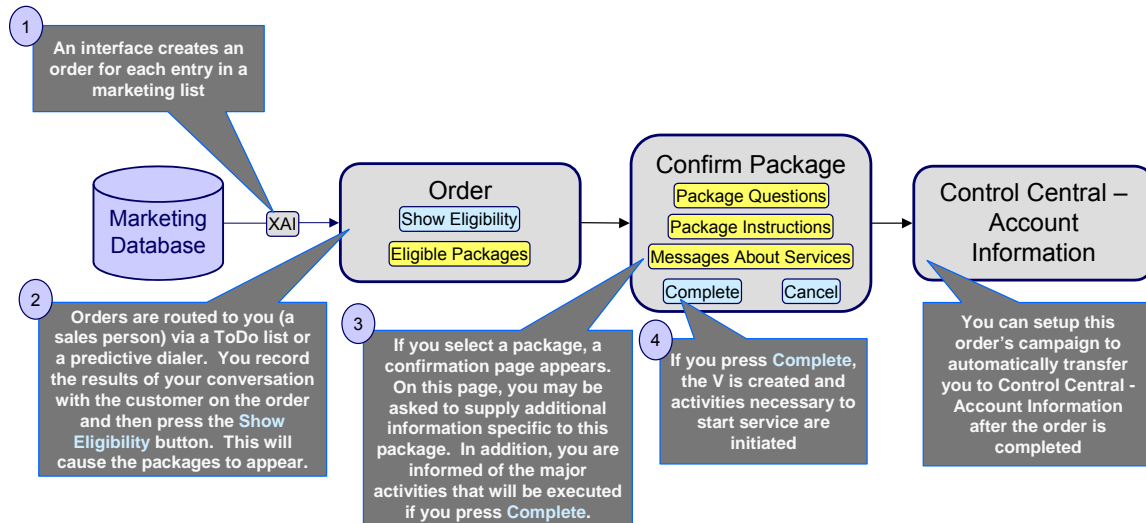 1
An interface creates an
order for each entry in a
marketing list
Marketing
Database
XAI
Order
Show Eligibility
Eligible Packages
Confirm Package
Package Questions
Package Instructions
Messages About Services
Complete
Cancel
Control Central –
Account
Information
2
Orders are routed to you (a
sales person) via a ToDo list or
a predictive dialer. You record
the results of your conversation
with the customer on the order
and then press the Show
Eligibility button. This will
cause the packages to appear.
3
If you select a package, a
confirmation page appears.
On this page, you may be
asked to supply additional
information specific to this
package. In addition, you are
informed of the major
activities that will be executed
if you press Complete.
4
If you press Complete,
the V is created and
activities necessary to
start service are
initiated
You can setup this
order's campaign to
automatically transfer
you to Control Central -
Account Information
after the order is
completed